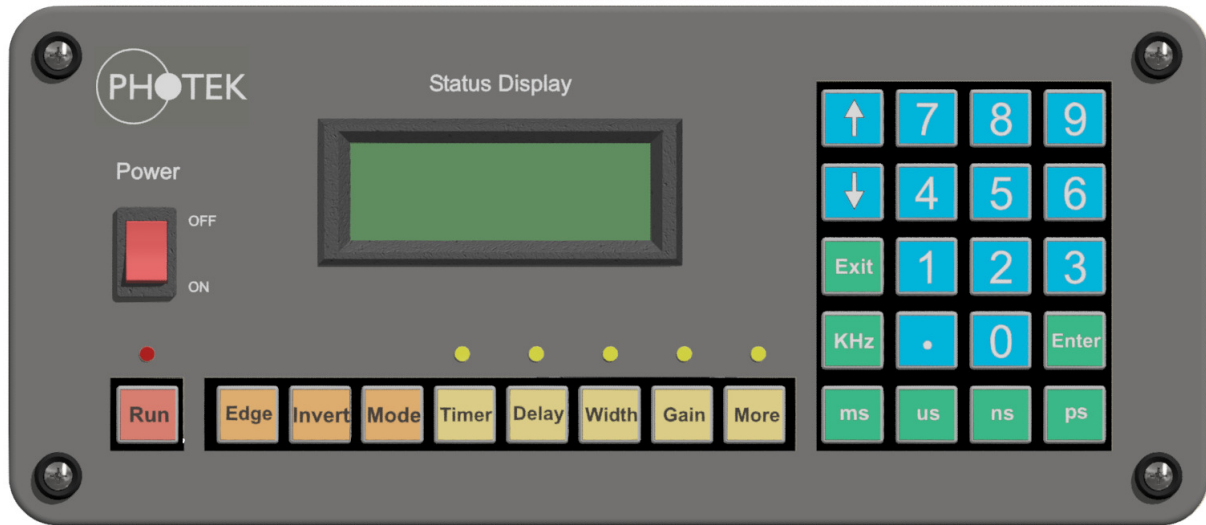 PHOTEK
Status Display
Power
OFF
ON
Run
Edge Invert Mode Timer Delay Width Gain More
↑ 7 8 9
↓ 4 5 6
Exit 1 2 3
KHz . 0 Enter
ms us ns ps